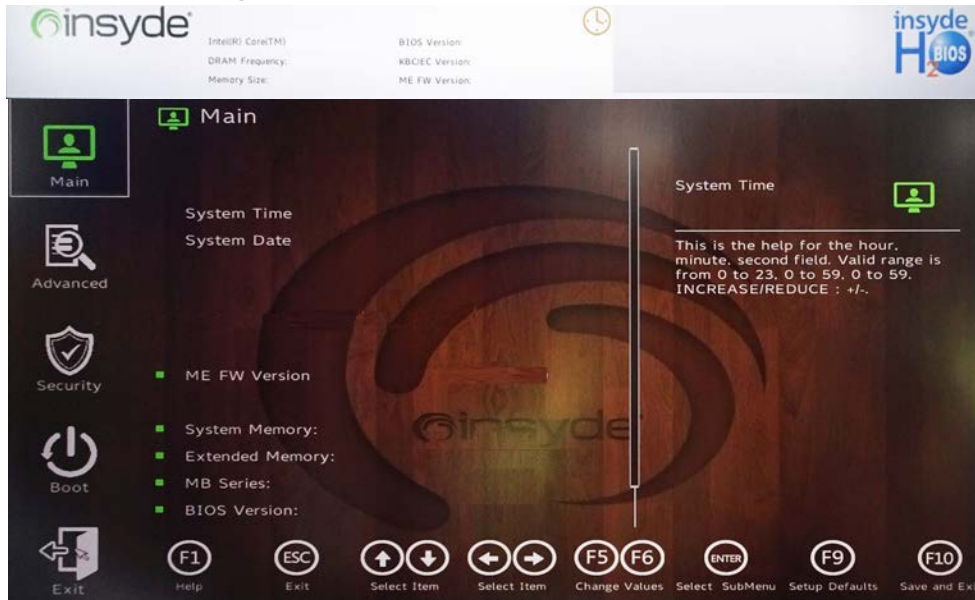 insyde
insyde
H2BIOS
Intel(R) Core(TM)
BIOS Version:
DRAM Frequency:
KBC/EC Version:
Memory Size:
ME FW Version:
Main
Main
System Time
System Date
Advanced
Security
ME FW Version
System Memory:
Extended Memory:
MB Series:
BIOS Version:
Boot
Exit
insyde
System Time
This is the help for the hour,
minute, second field. Valid range is
from 0 to 23, 0 to 59, 0 to 59.
INCREASE/REDUCE : +/-.
F1 ESC F5 F6 ENTER F9 F10
Help Exit Select Item Select Item Change Values Select SubMenu Setup Defaults Save and Ex